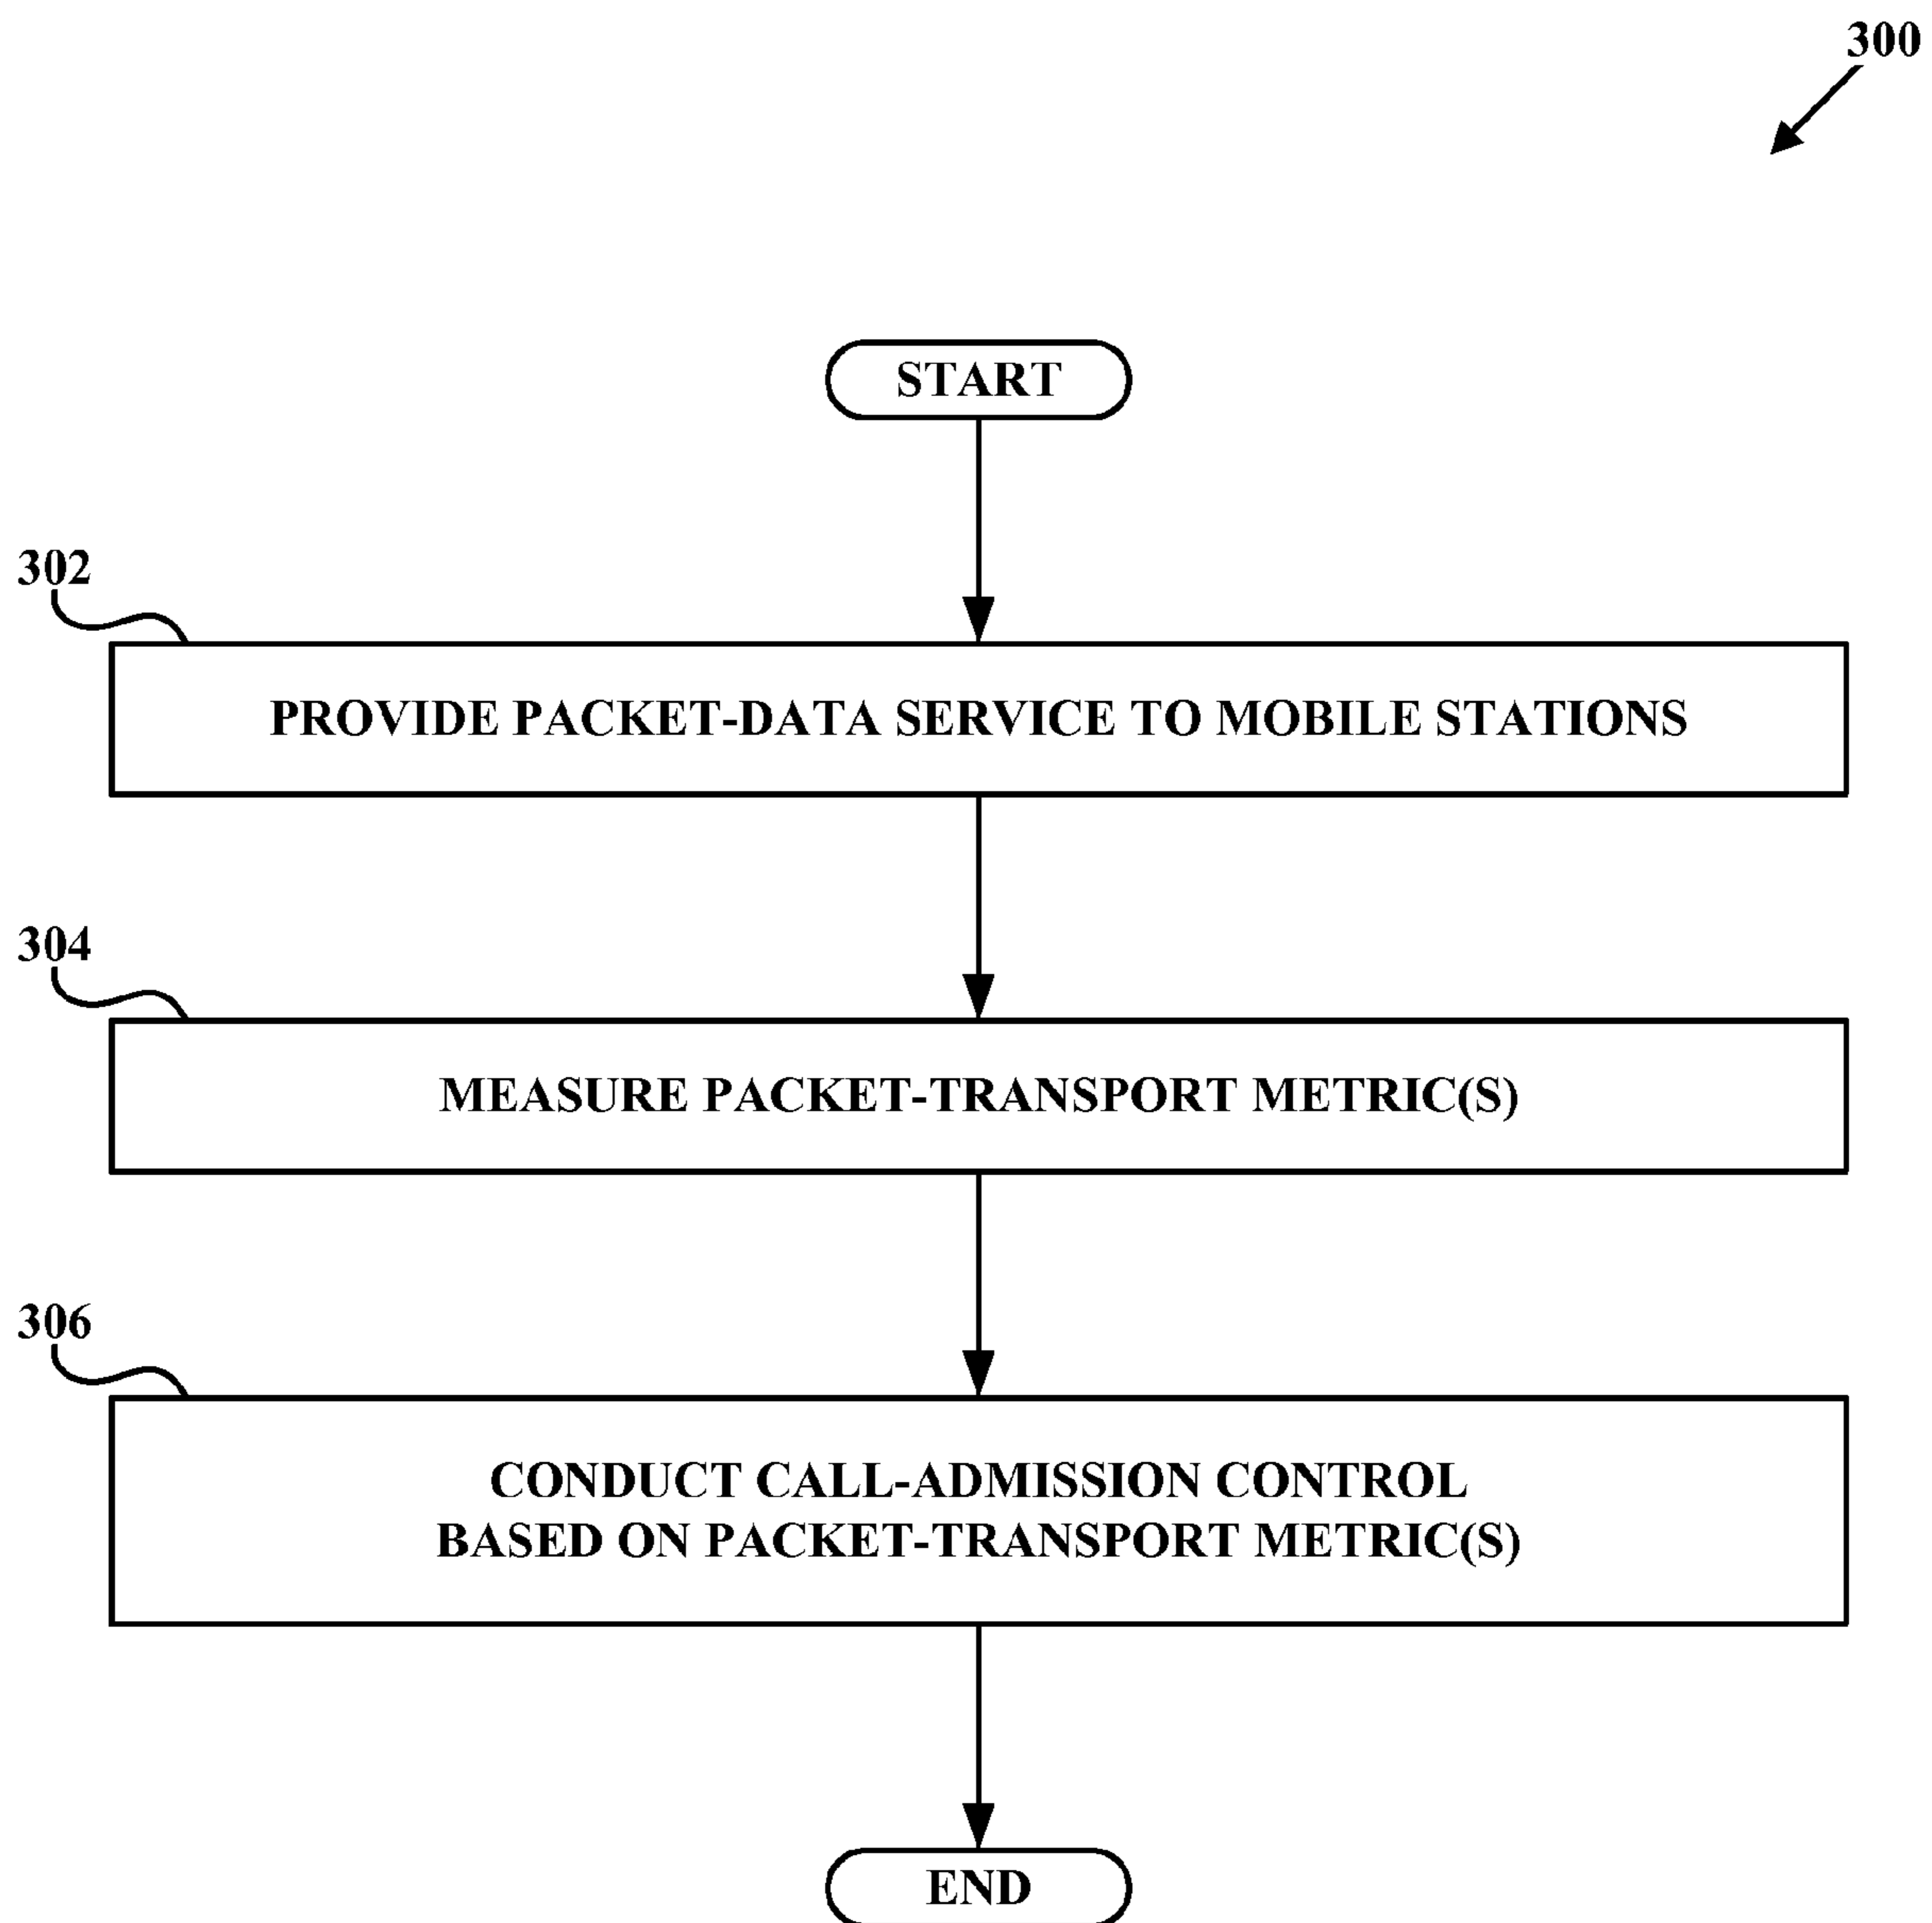 300
START
302
PROVIDE PACKET-DATA SERVICE TO MOBILE STATIONS
304
MEASURE PACKET-TRANSPORT METRIC(S)
306
CONDUCT CALL-ADMISSION CONTROL
BASED ON PACKET-TRANSPORT METRIC(S)
END